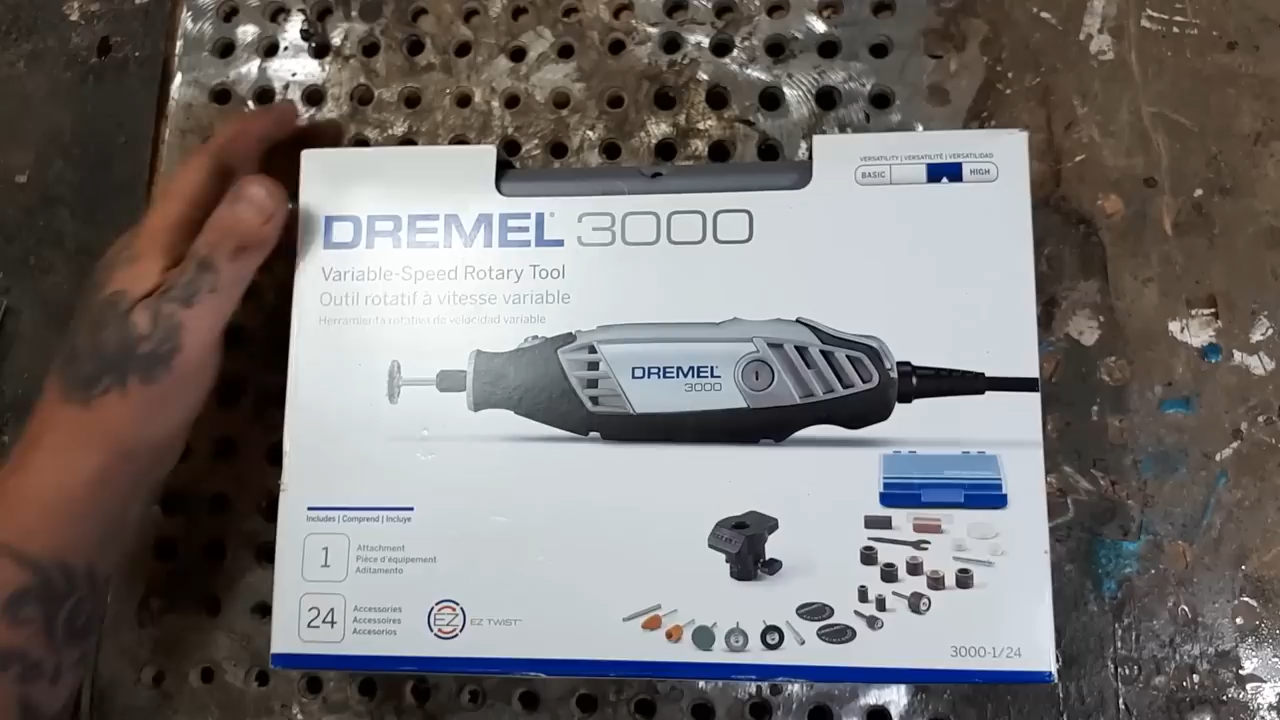 VERSATILITY | VERSATILITÉ | VERSATILIDAD
BASIC HIGH
DREMEL® 3000
Variable-Speed Rotary Tool
Outil rotatif à vitesse variable
Herramienta rotativa de velocidad variable
DREMEL
3000
Includes | Comprend | Incluye
1
Attachment
Pièce d'équipement
Aditamento
24
Accessories
Accessoires
Accesorios
EZ EZ TWIST™
3000-1/24